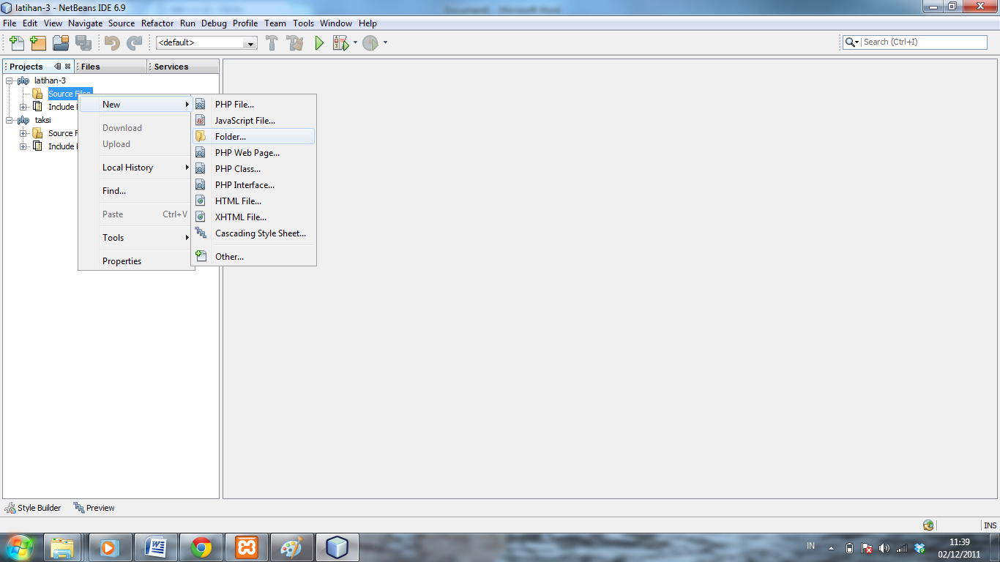 latihan-3 - NetBeans IDE 6.9
File Edit View Navigate Source Refactor Run Debug Profile Team Tools Window Help
<default>
Search (Ctrl+I)
Projects Files Services
php latihan-3
Source Files
Include
php taksi
Source F
Include
New
Download
Upload
Local History
Find...
Paste Ctrl+V
Tools
Properties
PHP File...
JavaScript File...
Folder...
PHP Web Page...
PHP Class...
PHP Interface...
HTML File...
XHTML File...
Cascading Style Sheet...
Other...
Style Builder Preview
INS
IN
11:39
02/12/2011